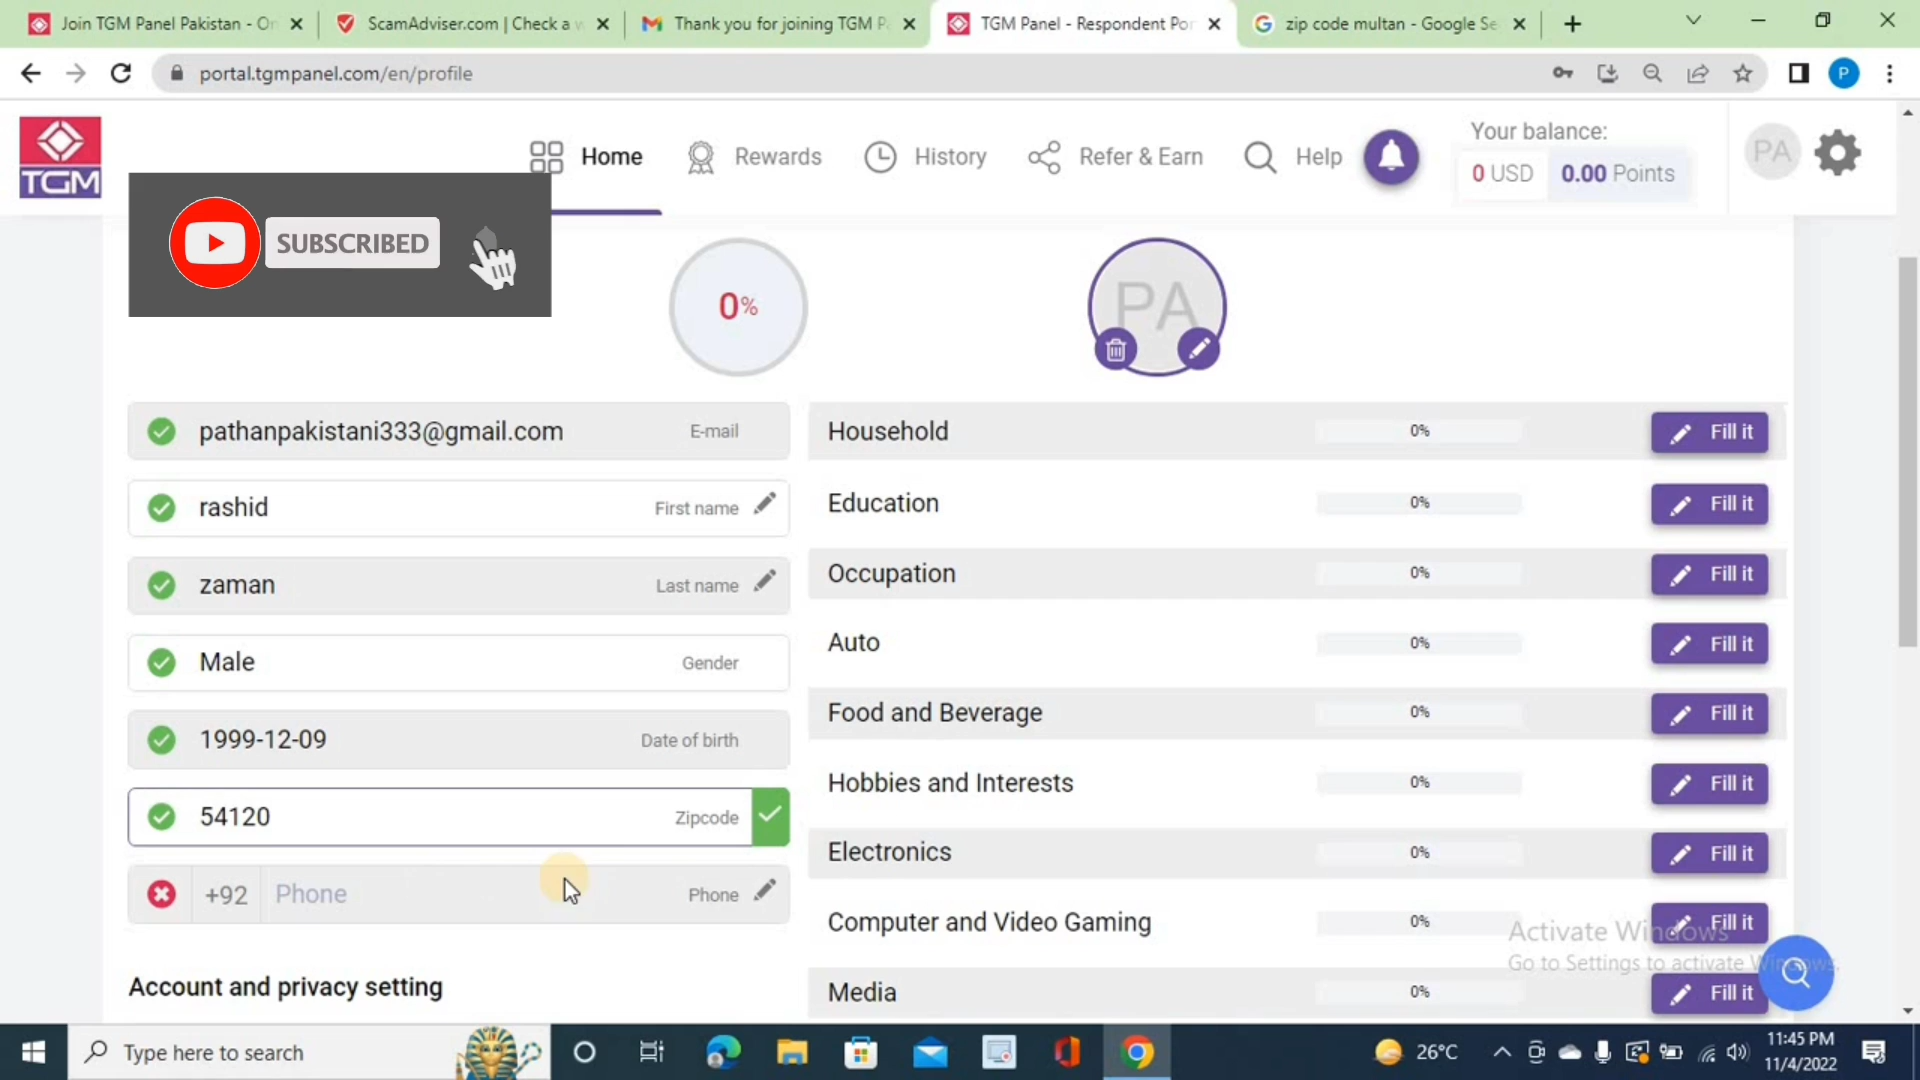 Join TGM Panel Pakistan - On
ScamAdviser.com | Check a w
Thank you for joining TGM P
TGM Panel - Respondent Por
zip code multan - Google Se
portal.tgmpanel.com/en/profile
P
TGM
Home
Rewards
History
Refer & Earn
Help
Your balance:
0 USD
0.00 Points
PA
SUBSCRIBED
0%
PA
pathanpakistani333@gmail.com E-mail
rashid First name
zaman Last name
Male Gender
1999-12-09 Date of birth
54120 Zipcode
+92 Phone Phone
Account and privacy setting
Household 0% Fill it
Education 0% Fill it
Occupation 0% Fill it
Auto 0% Fill it
Food and Beverage 0% Fill it
Hobbies and Interests 0% Fill it
Electronics 0% Fill it
Computer and Video Gaming 0% Fill it
Media 0% Fill it
Activate Windows
Go to Settings to activate Windows.
Type here to search
26°C
11:45 PM
11/4/2022